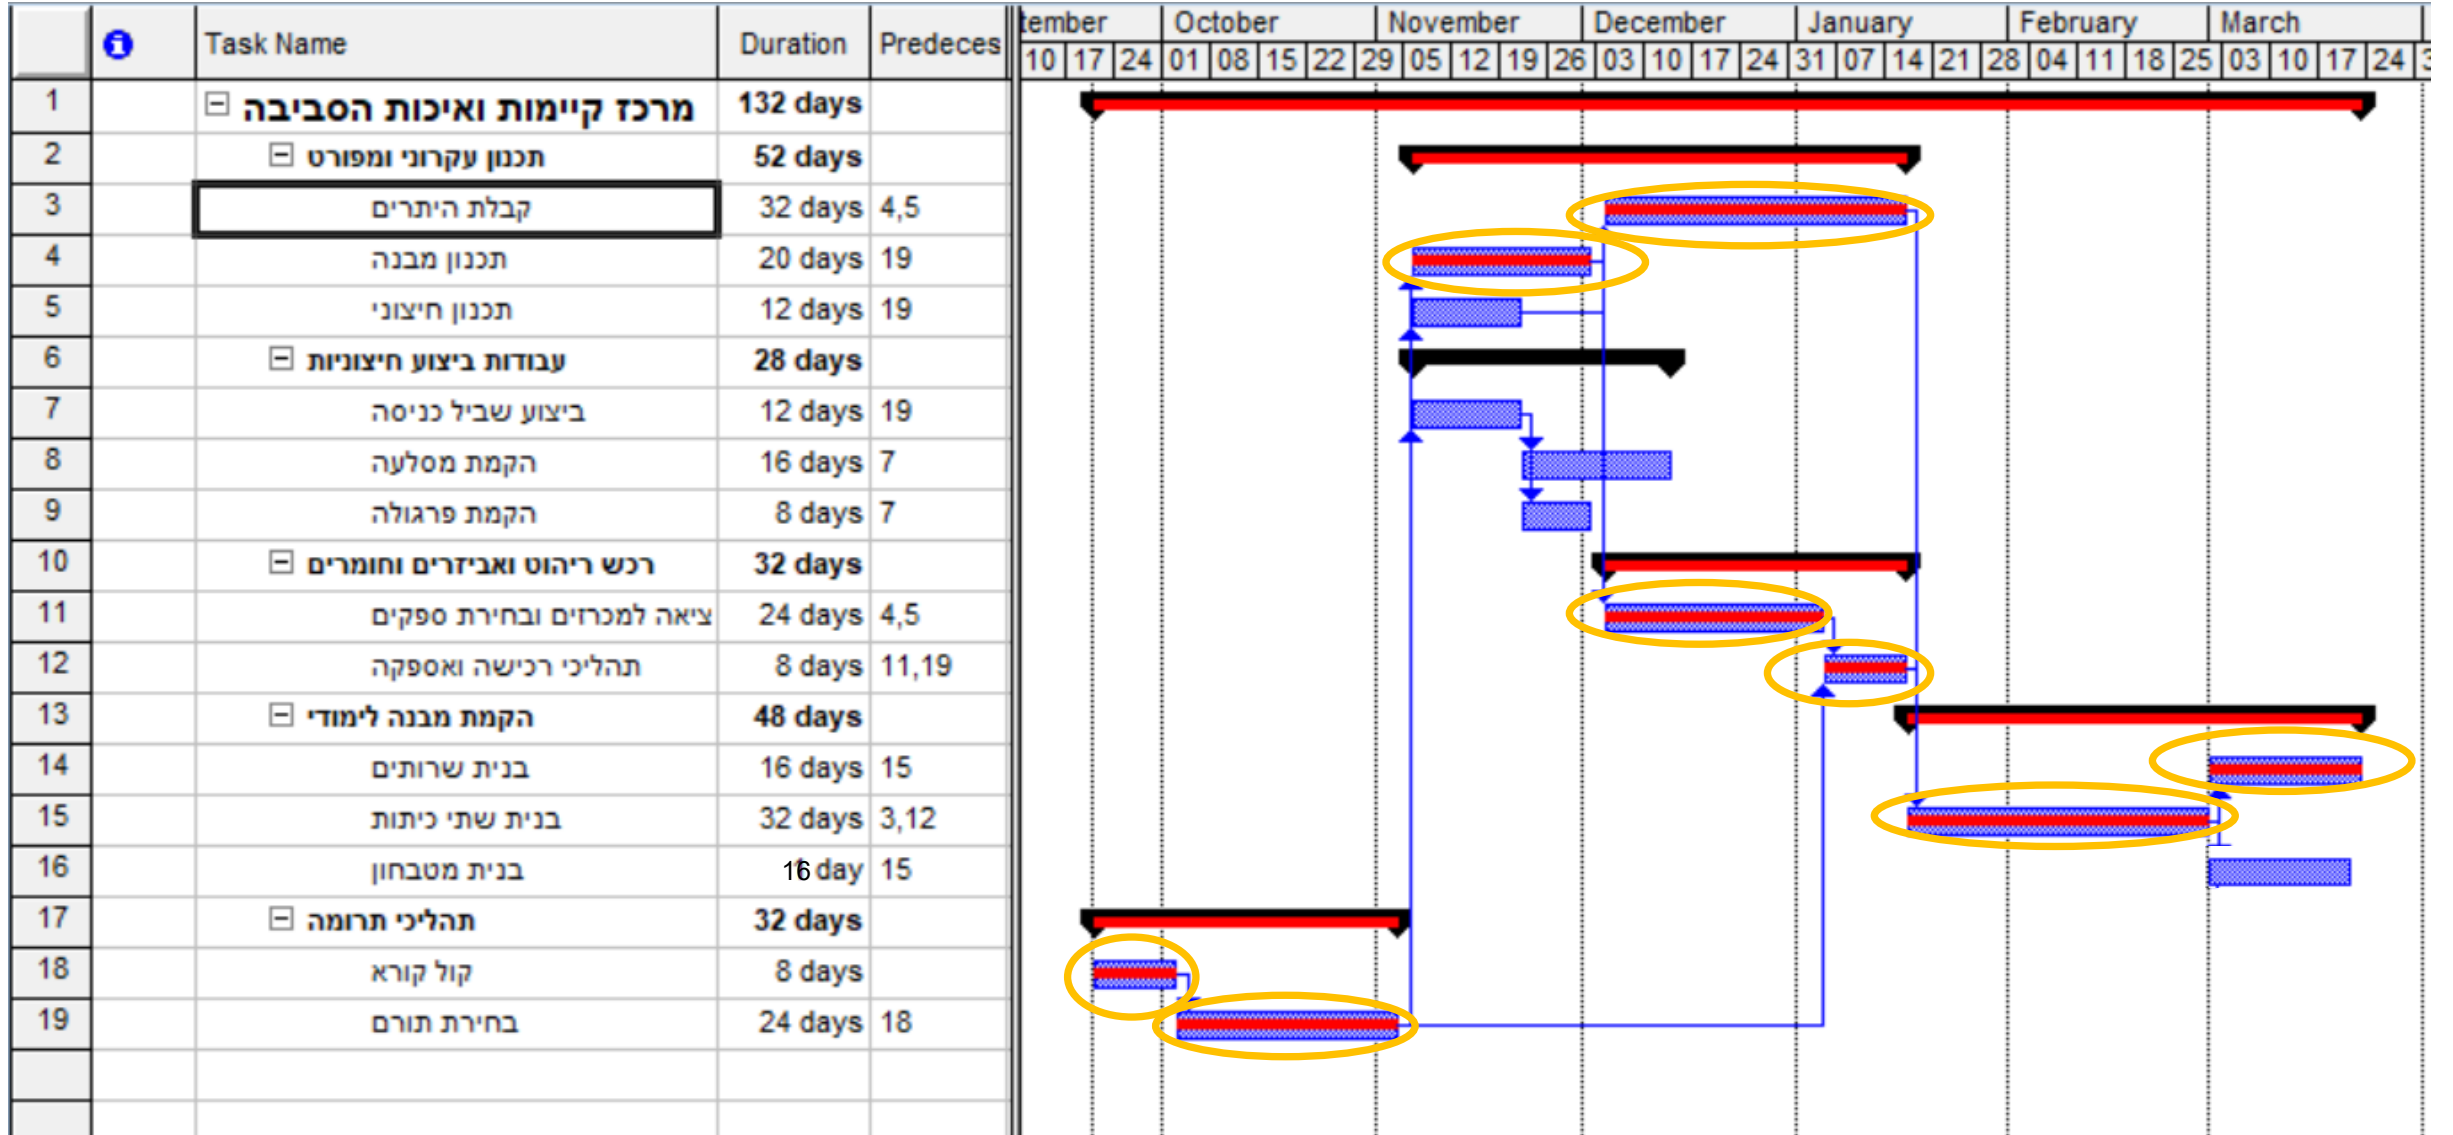 Task Name Duration Predeces tember October November December January February March
10 17 24 01 08 15 22 29 05 12 19 26 03 10 17 24 31 07 14 21 28 04 11 18 25 03 10 17 24
1 מרכז קיימות ואיכות הסביבה 132 days
2 תכנון עקרוני ומפורט 52 days
3 קבלת היתרים 32 days 4,5
4 תכנון מבנה 20 days 19
5 תכנון חיצוני 12 days 19
6 עבודות ביצוע חיצוניות 28 days
7 ביצוע שביל כניסה 12 days 19
8 הקמת מסלעה 16 days 7
9 הקמת פרגולה 8 days 7
10 רכש ריהוט ואביזרים וחומרים 32 days
11 ציאה למכרזים ובחירת ספקים 24 days 4,5
12 תהליכי רכישה ואספקה 8 days 11,19
13 הקמת מבנה לימודי 48 days
14 בנית שרותים 16 days 15
15 בנית שתי כיתות 32 days 3,12
16 בנית מטבחון 16 day 15
17 תהליכי תרומה 32 days
18 קול קורא 8 days
19 בחירת תורם 24 days 18